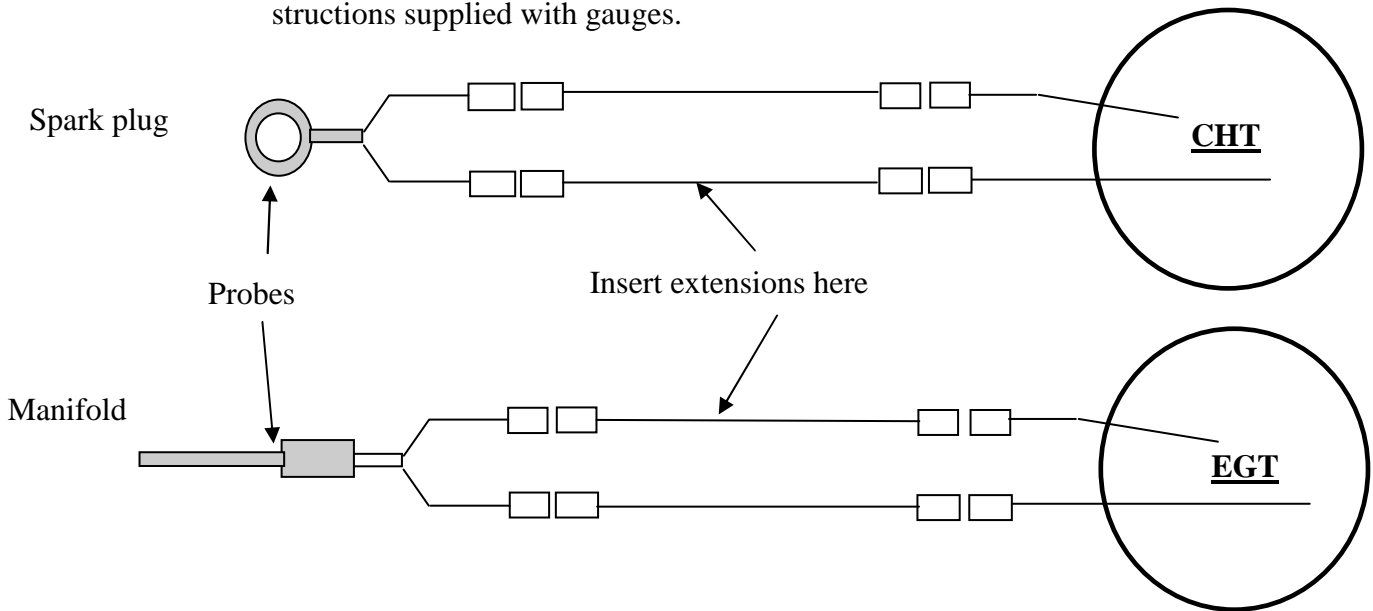 structions supplied with gauges.
Spark plug
CHT
Probes
Insert extensions here
Manifold
EGT